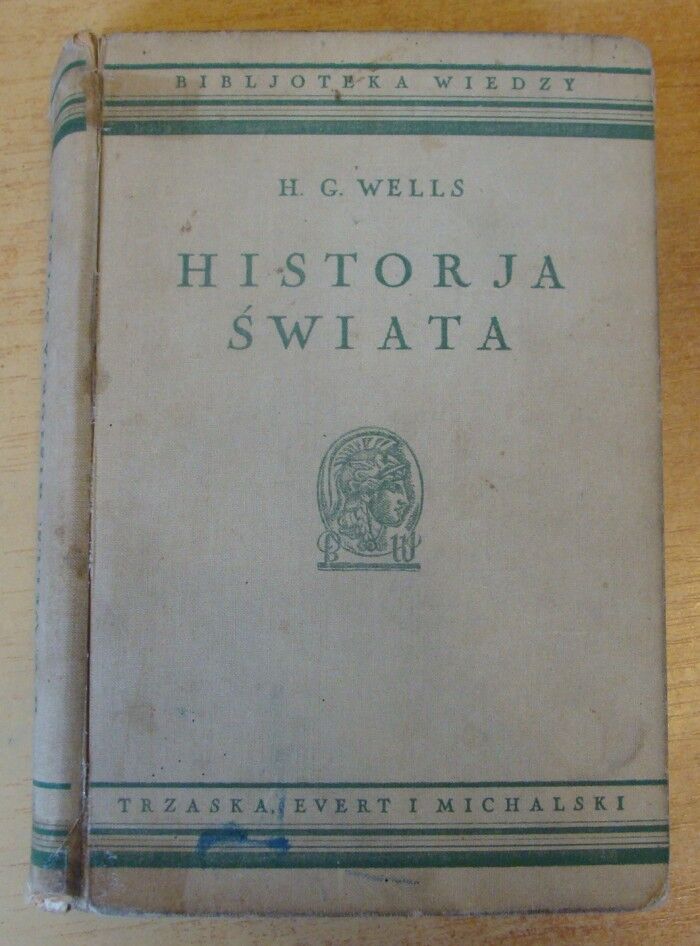 BIBLJOTEKA WIEDZY
H. G. WELLS
HISTORJA
ŚWIATA
B W
TRZASKA, EVERT I MICHALSKI